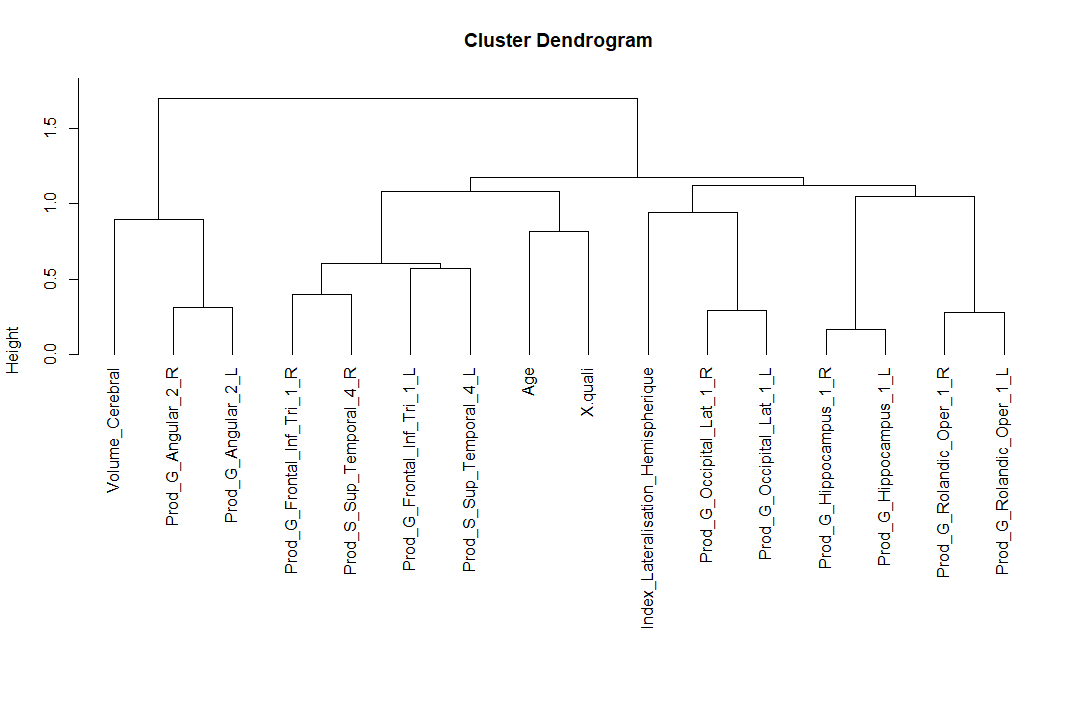 Cluster Dendrogram
Height
0.0
0.5
1.0
1.5
Volume_Cerebral
Prod_G_Angular_2_R
Prod_G_Angular_2_L
Prod_G_Frontal_Inf_Tri_1_R
Prod_S_Sup_Temporal_4_R
Prod_G_Frontal_Inf_Tri_1_L
Prod_S_Sup_Temporal_4_L
Age
X.quali
Index_Lateralisation_Hemispherique
Prod_G_Occipital_Lat_1_R
Prod_G_Occipital_Lat_1_L
Prod_G_Hippocampus_1_R
Prod_G_Hippocampus_1_L
Prod_G_Rolandic_Oper_1_R
Prod_G_Rolandic_Oper_1_L